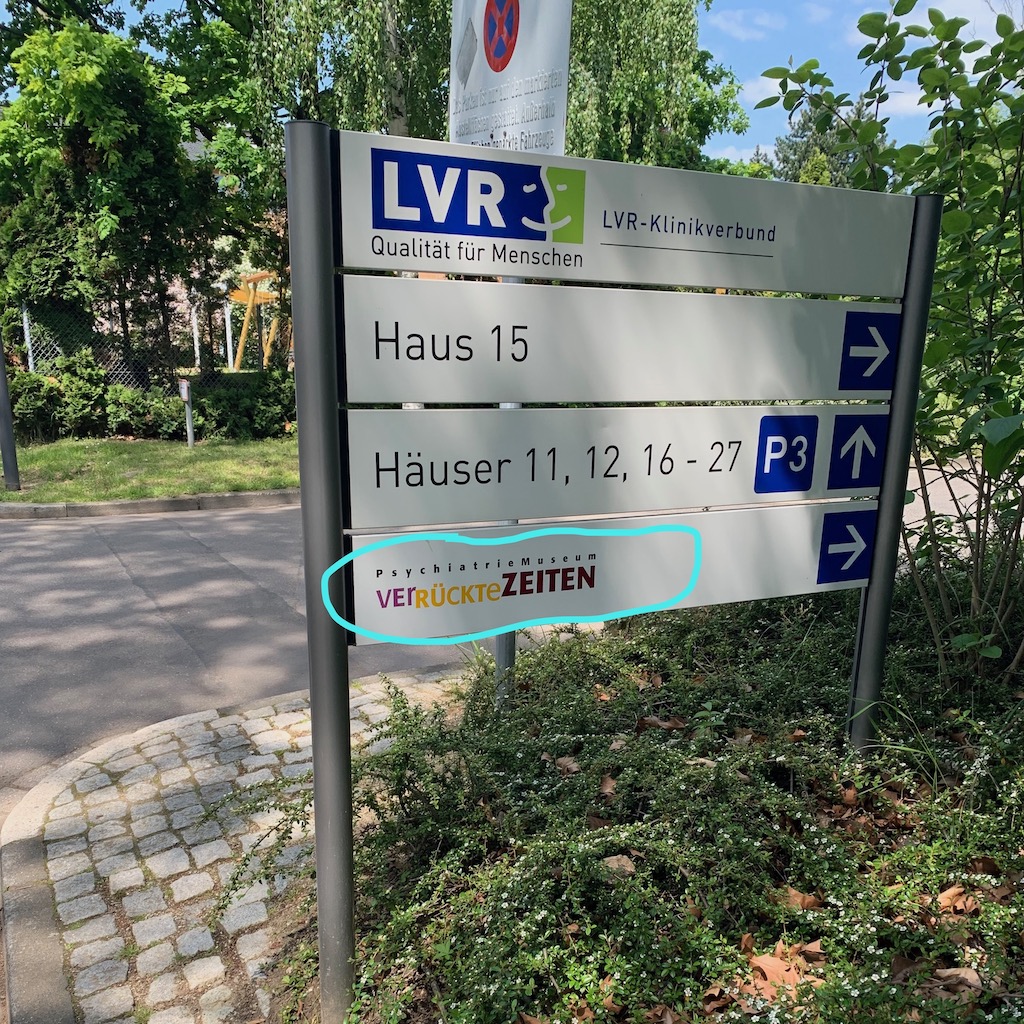 LVR
Qualität für Menschen
LVR-Klinikverbund
Haus 15
Häuser 11, 12, 16 - 27 P3
PsychiatrieMuseum
verRÜCKTeZEITEN